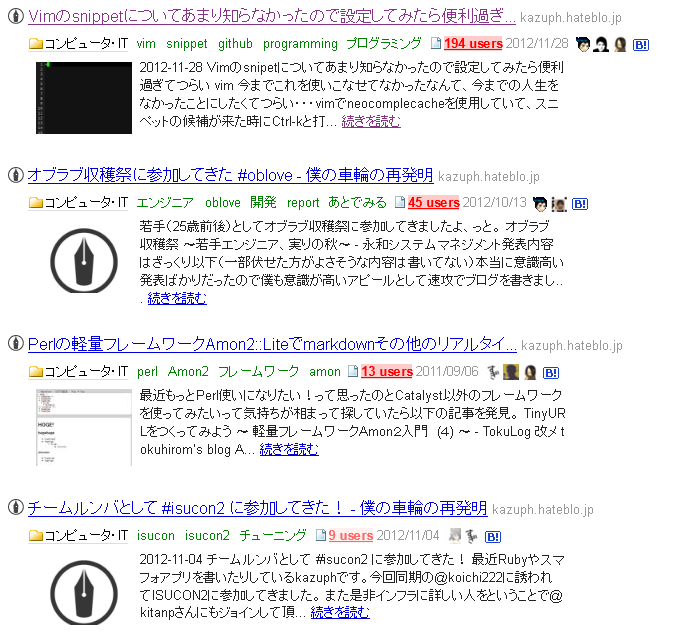 Vimのsnippetについてあまり知らなかったので設定してみたら便利過ぎ... kazuph.hateblo.jp
コンピュータ・IT vim snippet github programming プログラミング 194 users 2012/11/28 B!
2012-11-28 Vimのsnipetについてあまり知らなかったので設定してみたら便利
過ぎてつらい vim 今までこれを使いこなせてなかったなんて、今までの人生を
なかったことにしたくてつらい・・・vimでneocomplecacheを使用していて、スニ
ペットの候補が来た時にCtrl-kと打... 続きを読む
オブラブ収穫祭に参加してきた #oblove - 僕の車輪の再発明 kazuph.hateblo.jp
コンピュータ・IT エンジニア oblove 開発 report あとでみる 45 users 2012/10/13 B!
若手(25歳前後)としてオブラブ収穫祭に参加してきましたよ、っと。 オブラブ
収穫祭 ～若手エンジニア、実りの秋～ - 永和システムマネジメント発表内容
はざっくり以下(一部伏せた方がよさそうな内容は書いてない)本当に意識高い
発表ばかりだったので僕も意識が高いアピールとして速攻でブログを書きまし..
. 続きを読む
Perlの軽量フレームワークAmon2::Liteでmarkdownその他のリアルタイ... kazuph.hateblo.jp
コンピュータ・IT perl Amon2 フレームワーク amon 13 users 2011/09/06 B!
最近もっとPerl使いになりたい！って思ったのとCatalyst以外のフレームワーク
を使ってみたいって気持ちが相まって探していたら以下の記事を発見。 TinyUR
Lをつくってみよう ～ 軽量フレームワークAmon2入門 (4) ～ - TokuLog 改メ t
okuhirom's blog A... 続きを読む
HOGE!
チームルンバとして #isucon2 に参加してきた！ - 僕の車輪の再発明 kazuph.hateblo.jp
コンピュータ・IT isucon isucon2 チューニング 9 users 2012/11/04 B!
2012-11-04 チームルンバとして #isucon2 に参加してきた！ 最近Rubyやスマ
フォアプリを書いたりしているkazuphです。今回同期の@koichi222に誘われ
てISUCON2に参加してきました。 また是非インフラに詳しい人をということで@
kitanpさんにもジョインして頂... 続きを読む